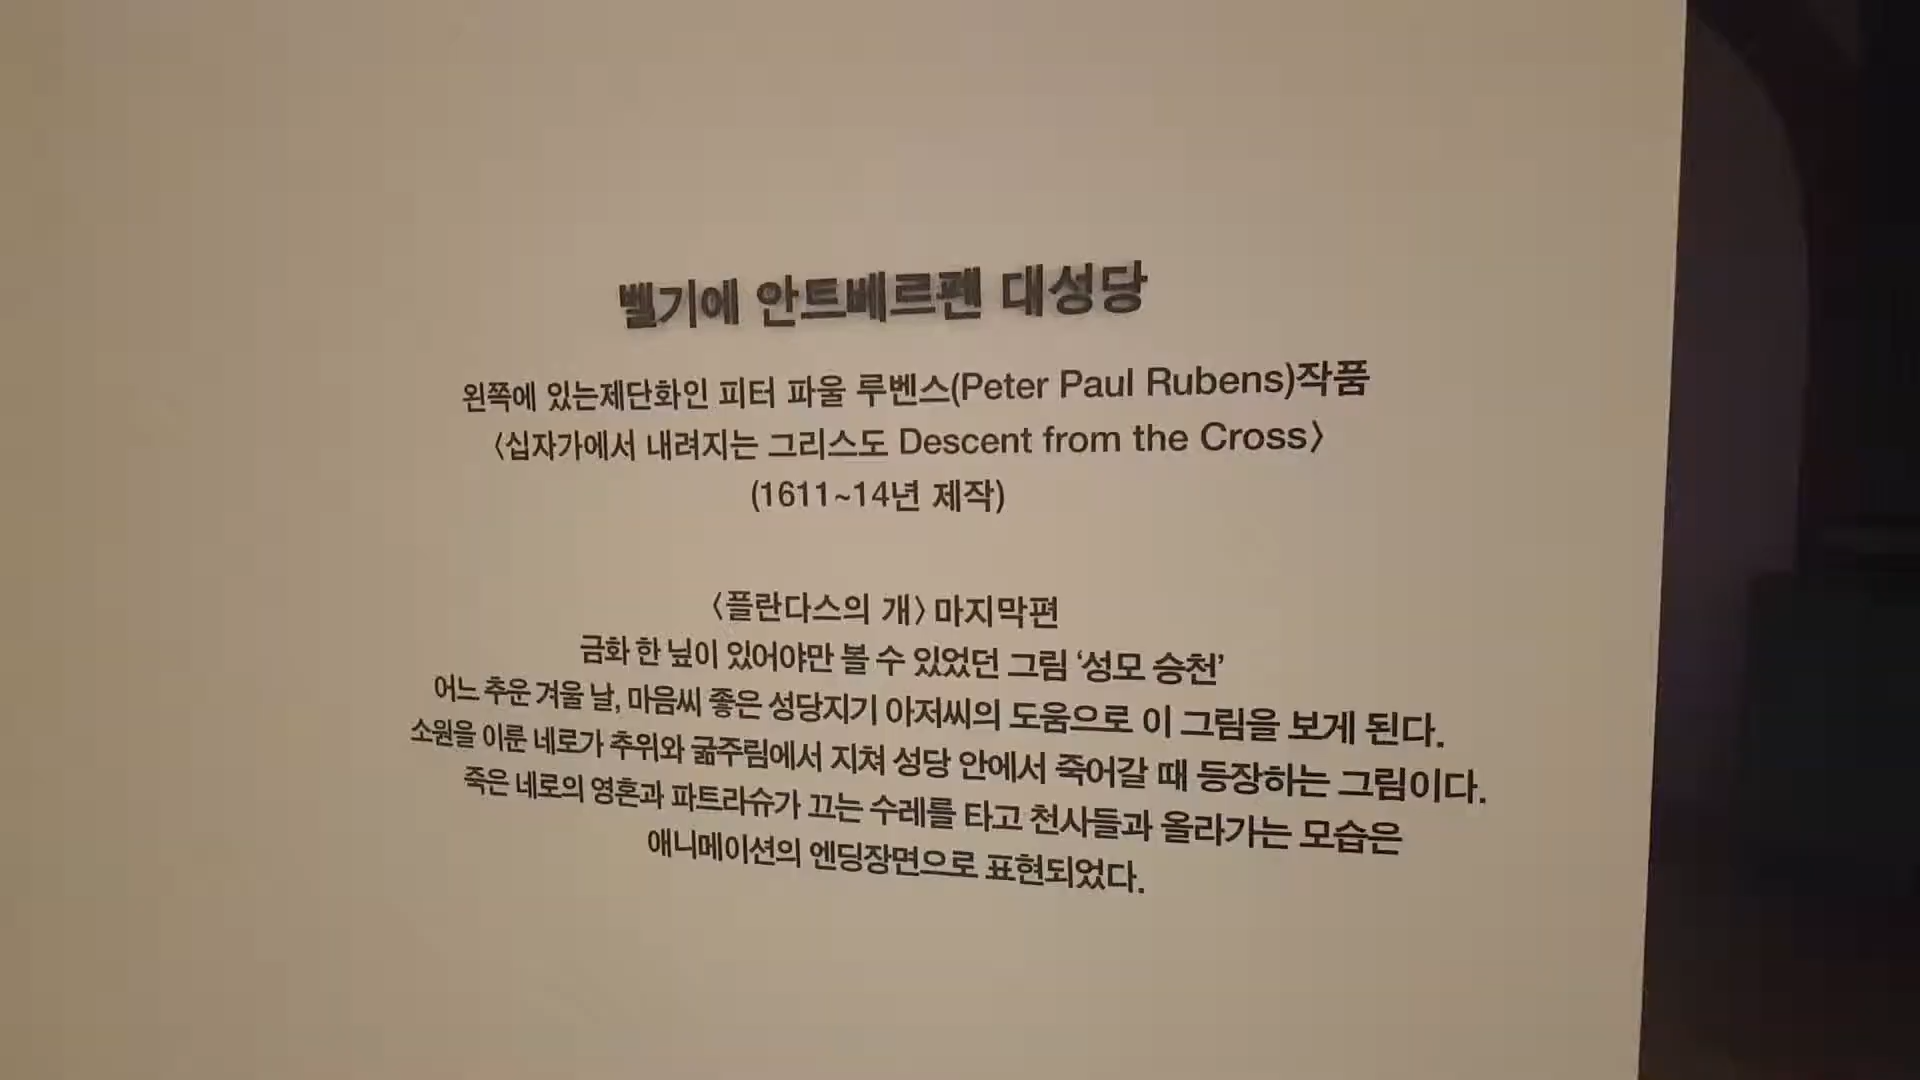 벨기에 안트베르펜 대성당
왼쪽에 있는제단화인 피터 파울 루벤스(Peter Paul Rubens)작품
〈십자가에서 내려지는 그리스도 Descent from the Cross〉
(1611~14년 제작)
〈플란다스의 개〉 마지막편
금화 한 닢이 있어야만 볼 수 있었던 그림 ‘성모 승천’
어느 추운 겨울 날, 마음씨 좋은 성당지기 아저씨의 도움으로 이 그림을 보게 된다.
소원을 이룬 네로가 추위와 굶주림에서 지쳐 성당 안에서 죽어갈 때 등장하는 그림이다.
죽은 네로의 영혼과 파트라슈가 끄는 수레를 타고 천사들과 올라가는 모습은
애니메이션의 엔딩장면으로 표현되었다.